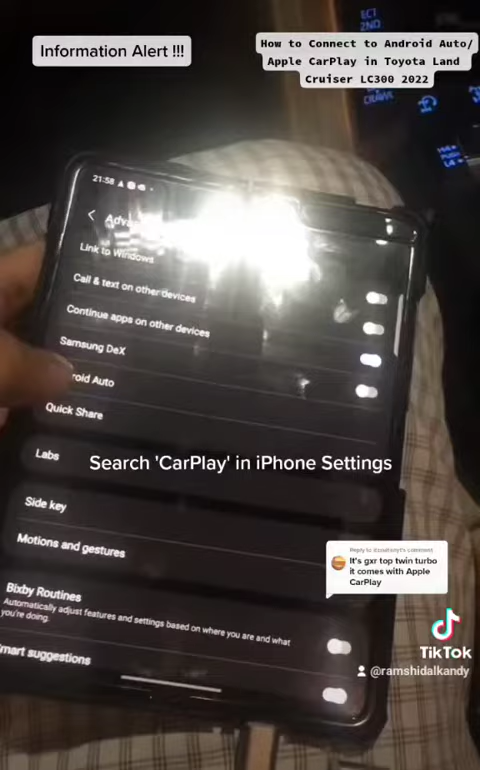 Information Alert !!!
How to Connect to Android Auto/
Apple CarPlay in Toyota Land
Cruiser LC300 2022
ECT
2ND
21:58
Link to Windows
Call & text on other devices
Continue apps on other devices
Samsung DeX
roid Auto
Quick Share
Labs
Search 'CarPlay' in iPhone Settings
Side key
Motions and gestures
Bixby Routines
Automatically adjust features and settings based on where you are and what
you're doing.
mart suggestions
It's gxr top twin turbo
it comes with Apple
CarPlay
TikTok
@ramshidalkandy